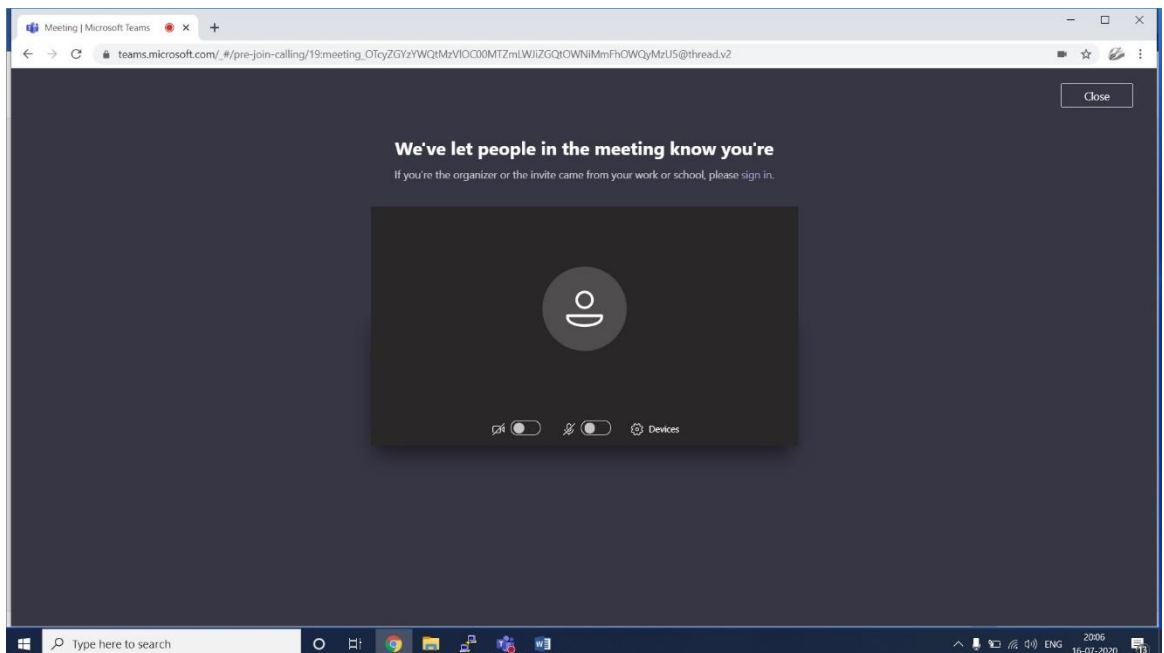 Meeting | Microsoft Teams
teams.microsoft.com/_#/pre-join-calling/19:meeting_OTcyZGYzYWQtMzVlOC00MTZmLWJiZGQtOWNiMmFhOWQyMzU5@thread.v2
Close
We've let people in the meeting know you're
If you're the organizer or the invite came from your work or school, please sign in.
Devices
Type here to search
ENG
20:06
16-07-2020
13